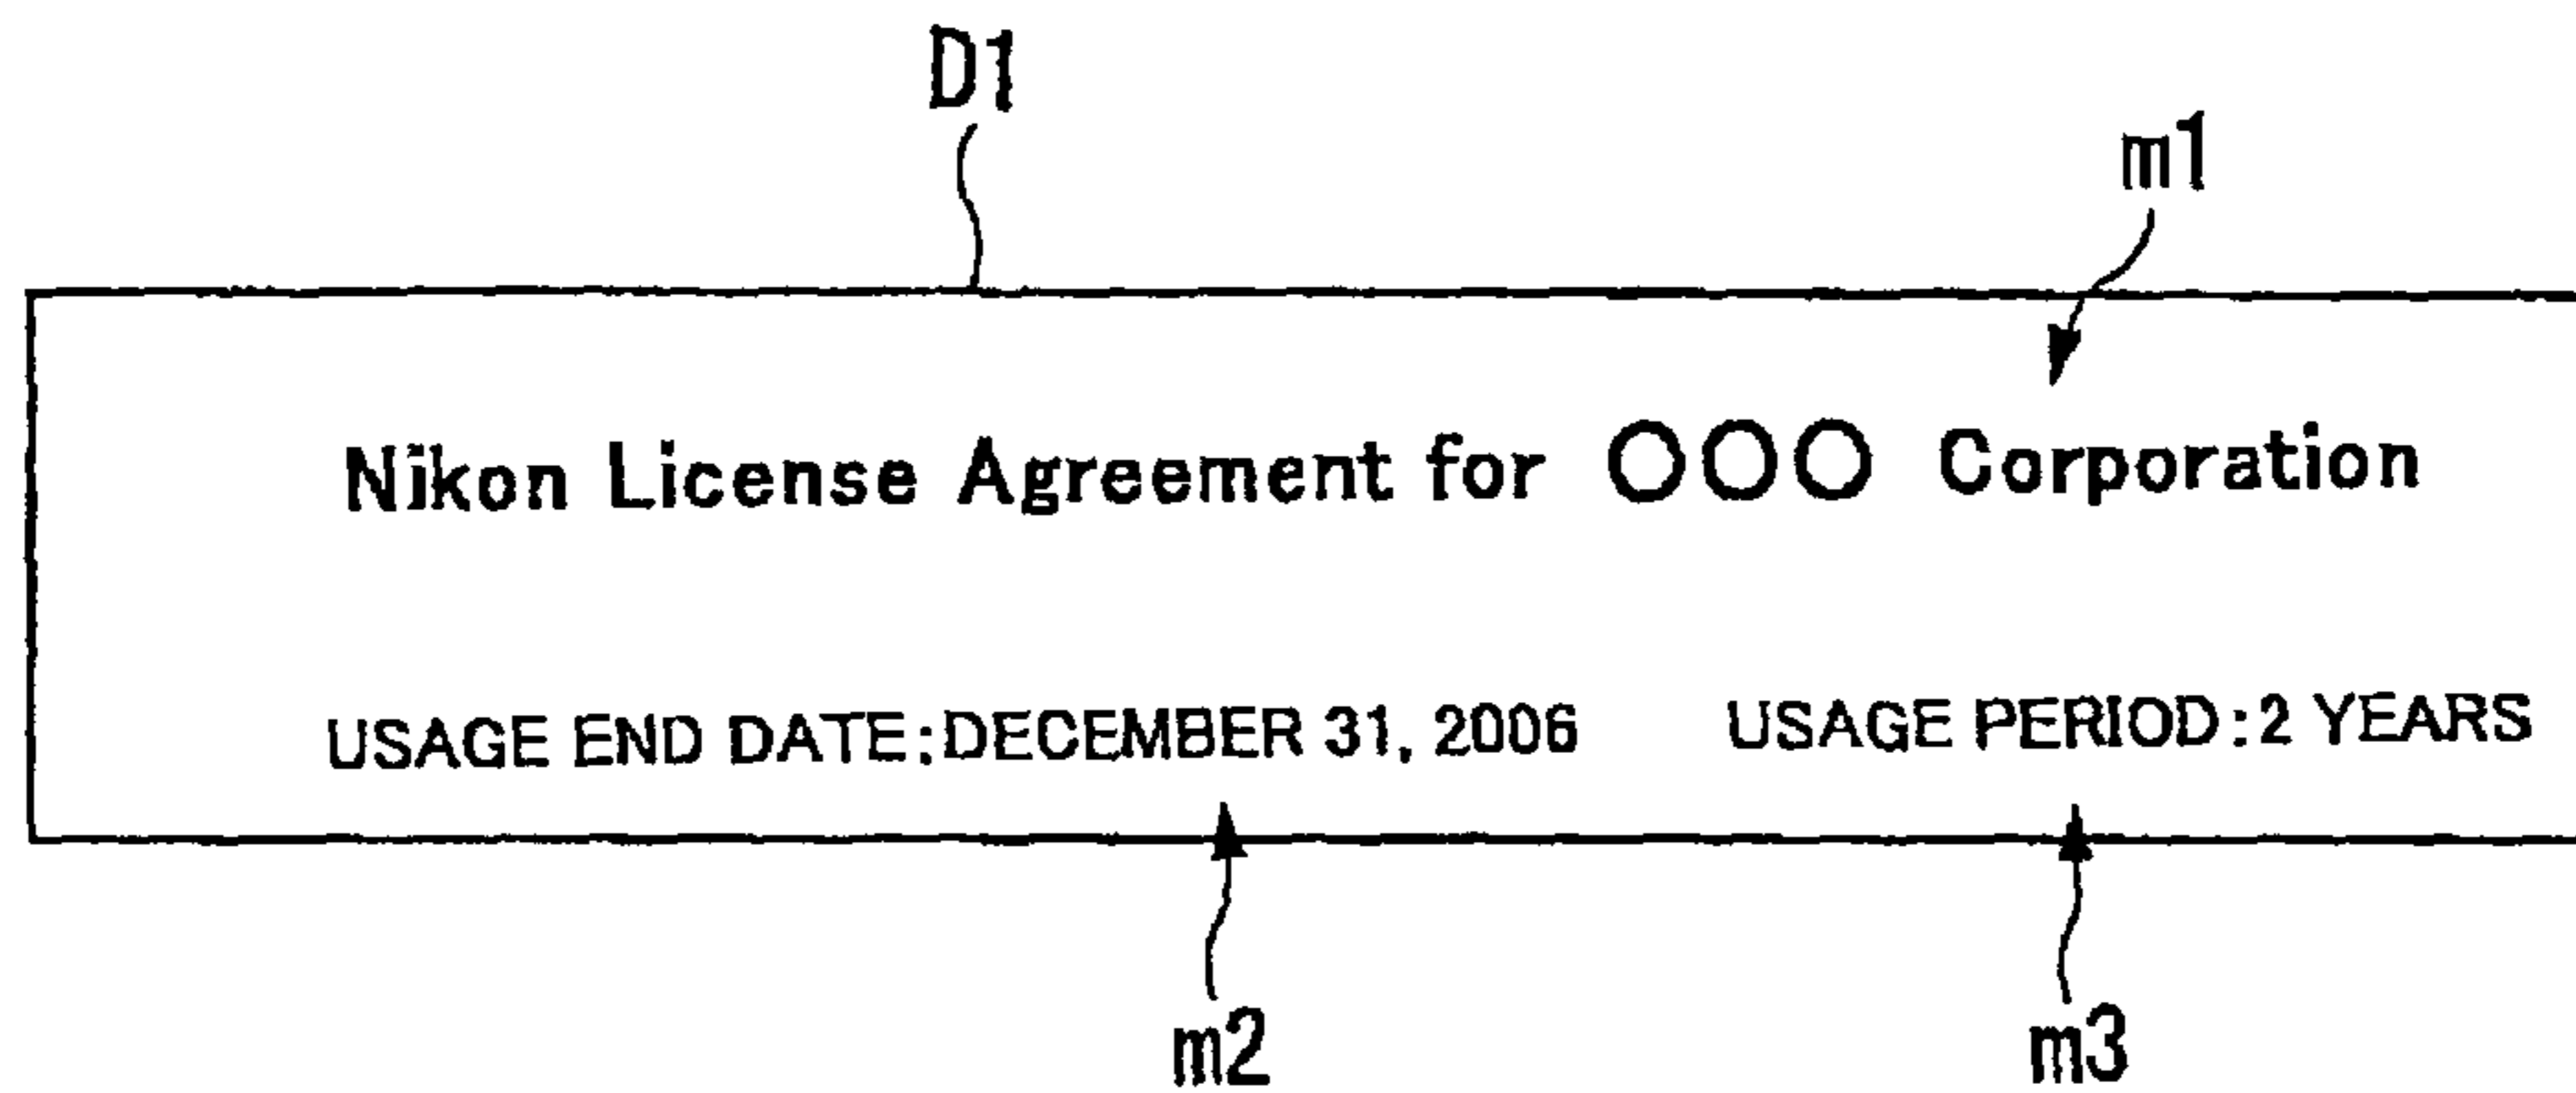 D1
m1
Nikon License Agreement for ○○○ Corporation
USAGE END DATE:DECEMBER 31, 2006 USAGE PERIOD:2 YEARS
m2 m3